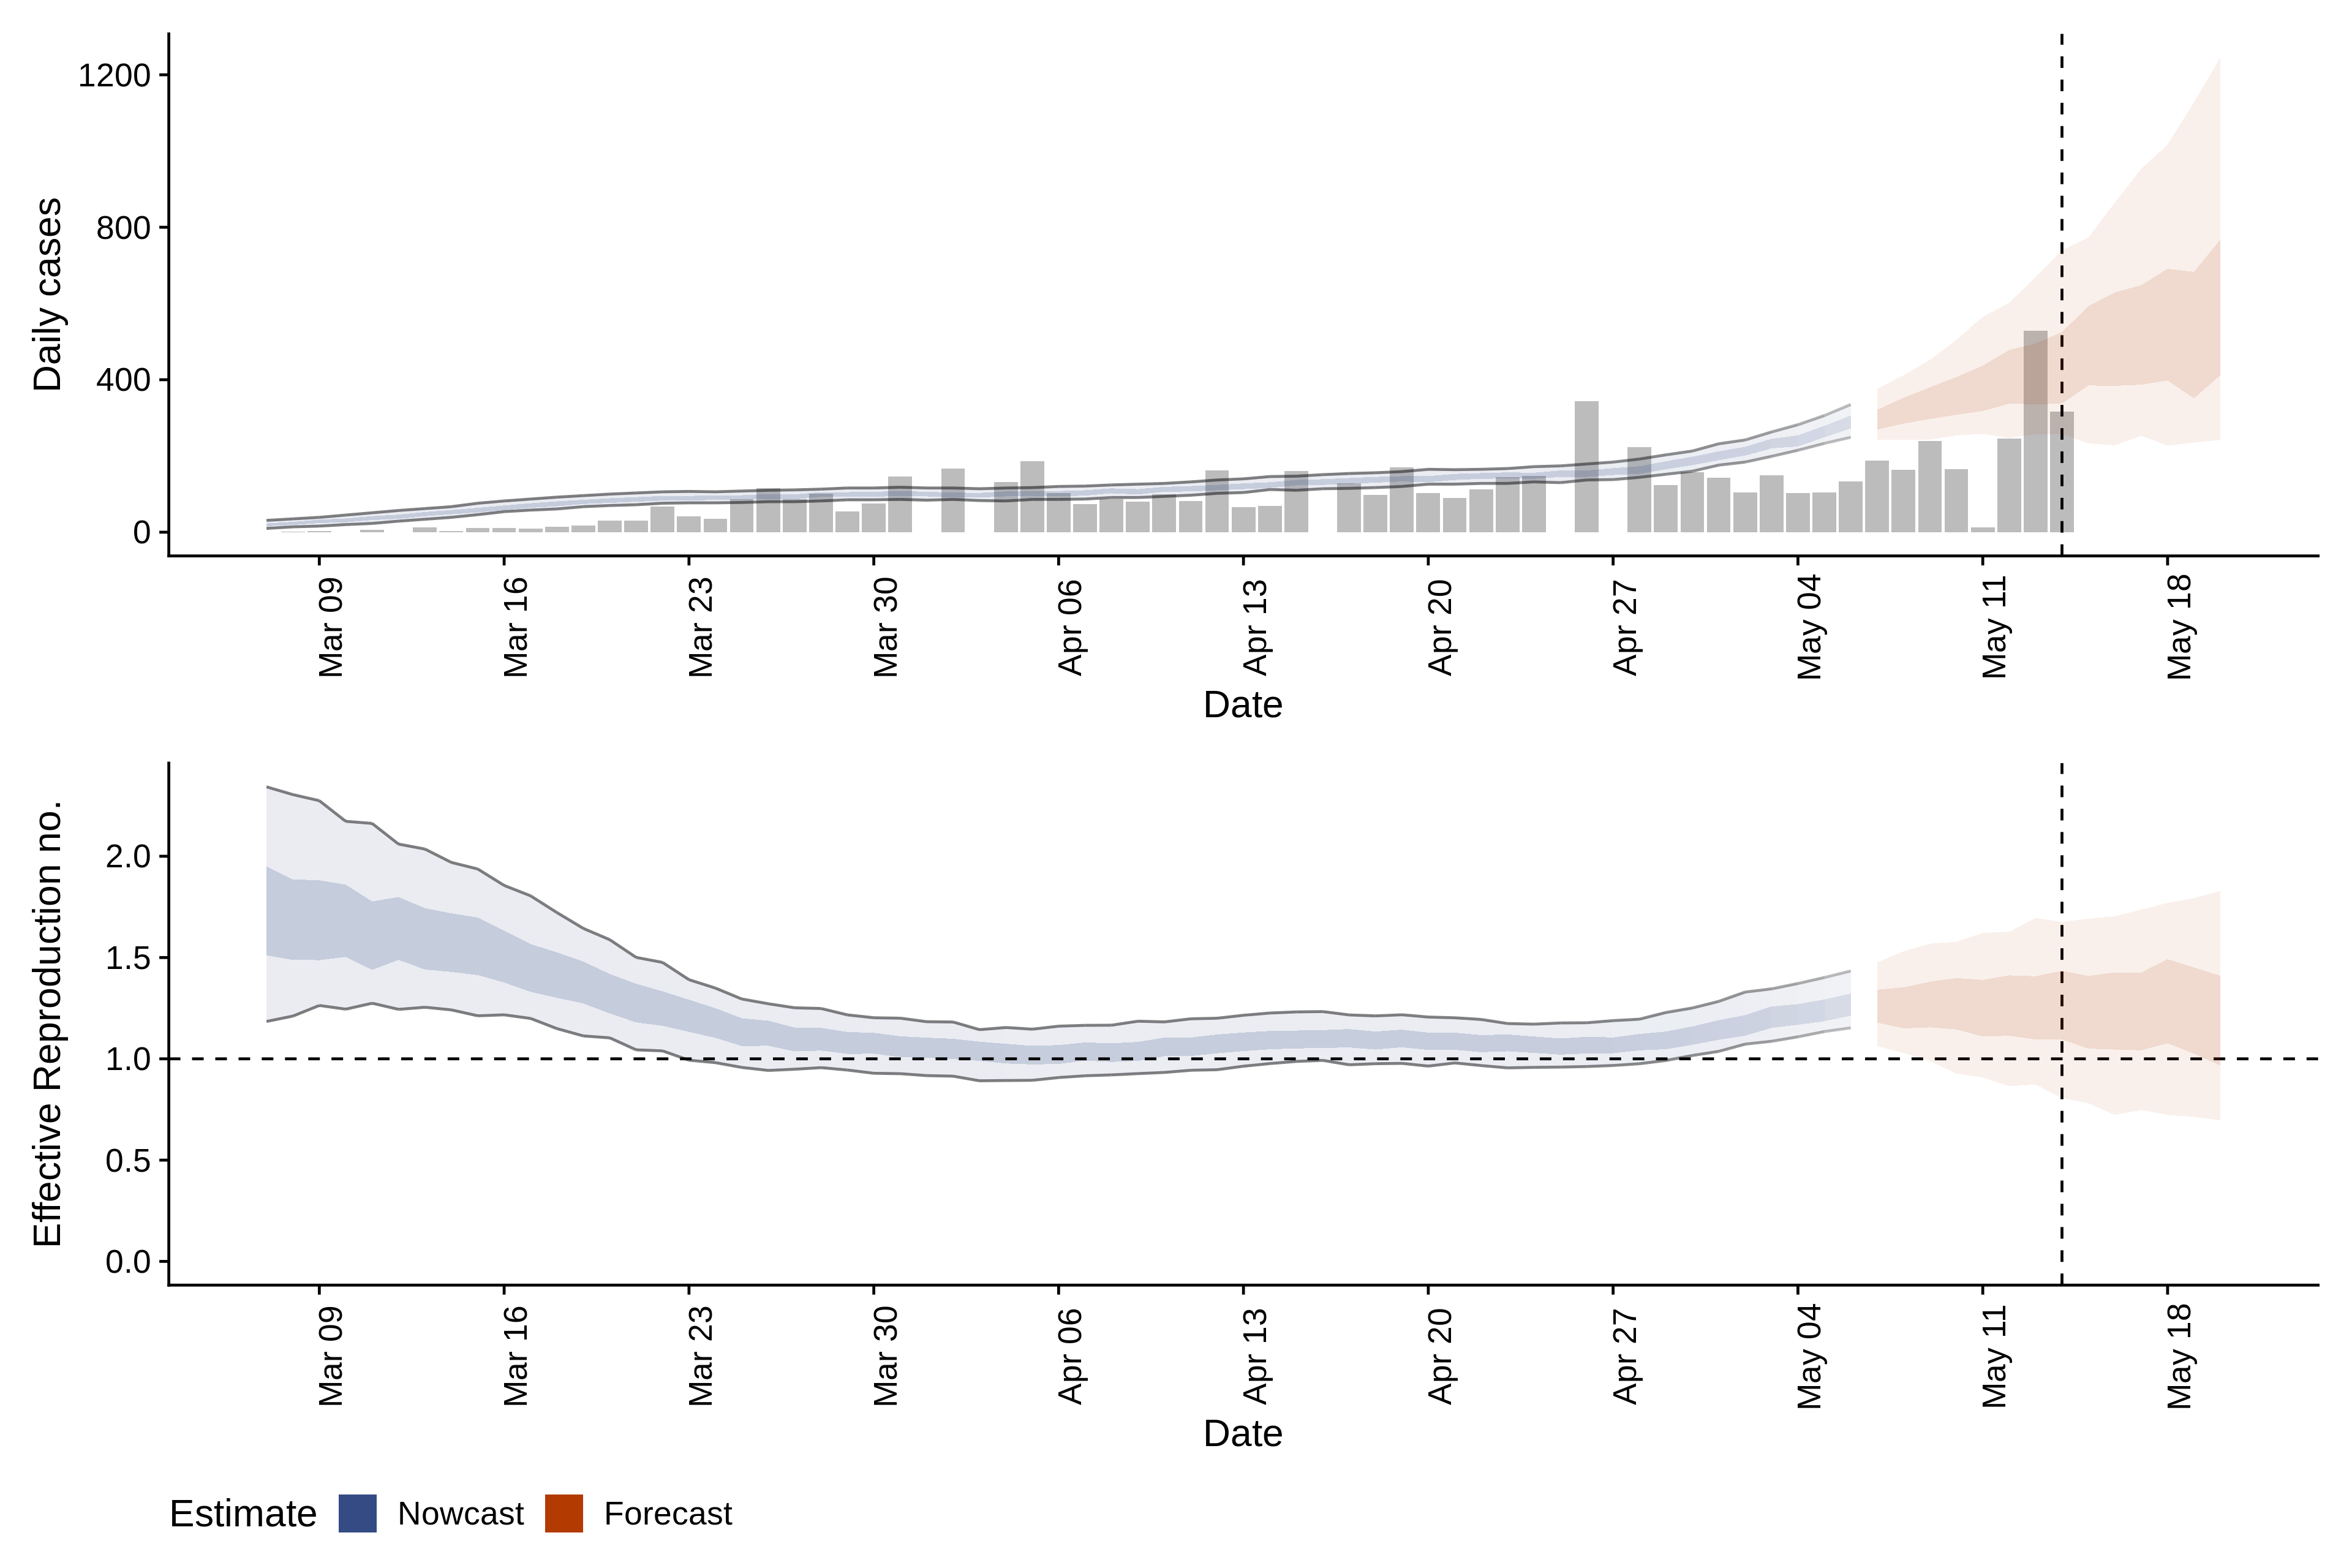 Daily cases
1200
800
400
0
Mar 09
Mar 16
Mar 23
Mar 30
Apr 06
Apr 13
Apr 20
Apr 27
May 04
May 11
May 18
Date
Effective Reproduction no.
2.0
1.5
1.0
0.5
0.0
Mar 09
Mar 16
Mar 23
Mar 30
Apr 06
Apr 13
Apr 20
Apr 27
May 04
May 11
May 18
Date
Estimate Nowcast Forecast